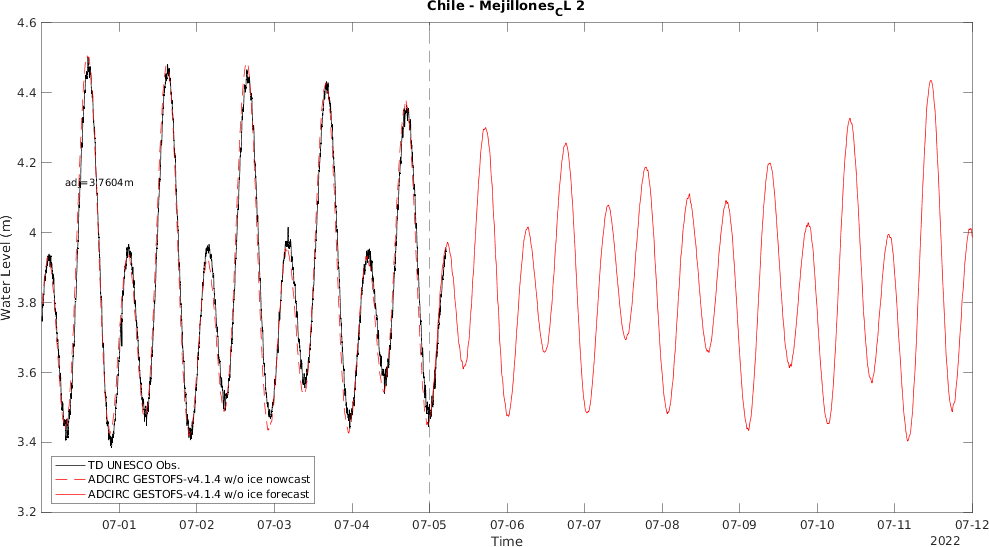 Chile - Mejillones_CL 2
4.6
4.4
4.2
4
3.8
3.6
3.4
3.2
Water Level (m)
adj=3.7604m
TD UNESCO Obs.
ADCIRC GESTOFS-v4.1.4 w/o ice nowcast
ADCIRC GESTOFS-v4.1.4 w/o ice forecast
07-01 07-02 07-03 07-04 07-05 07-06 07-07 07-08 07-09 07-10 07-11 07-12
Time
2022